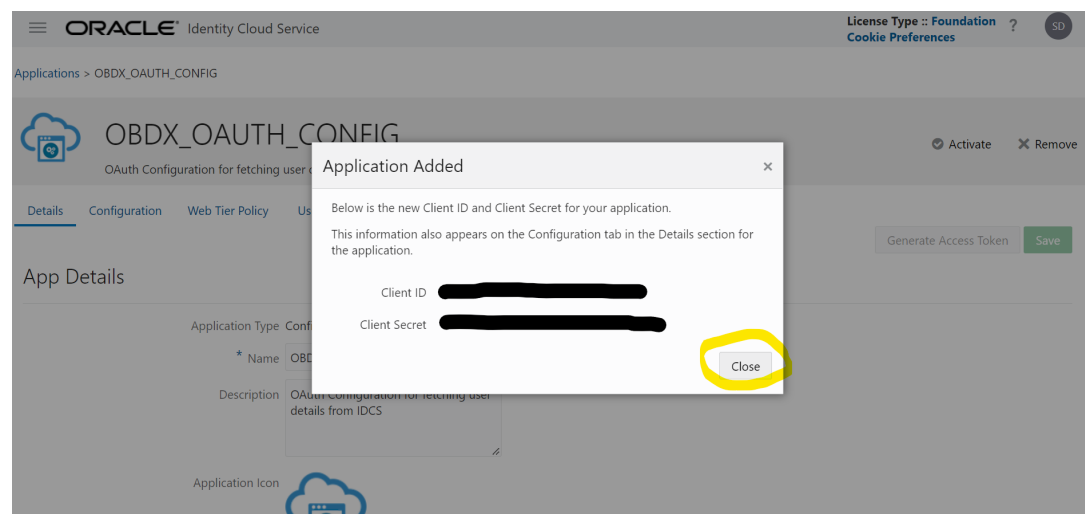 ORACLE® Identity Cloud Service
License Type :: Foundation ? SD
Cookie Preferences
Applications > OBDX_OAUTH_CONFIG
OBDX_OAUTH_CONFIG
OAuth Configuration for fetching user
Activate Remove
Details Configuration Web Tier Policy Us
Generate Access Token Save
App Details
Application Added ×
Below is the new Client ID and Client Secret for your application.
This information also appears on the Configuration tab in the Details section for
the application.
Client ID
Client Secret
Close
Application Type Confi
* Name OBD
Description OAuth Configuration for fetching user
details from IDCS
Application Icon